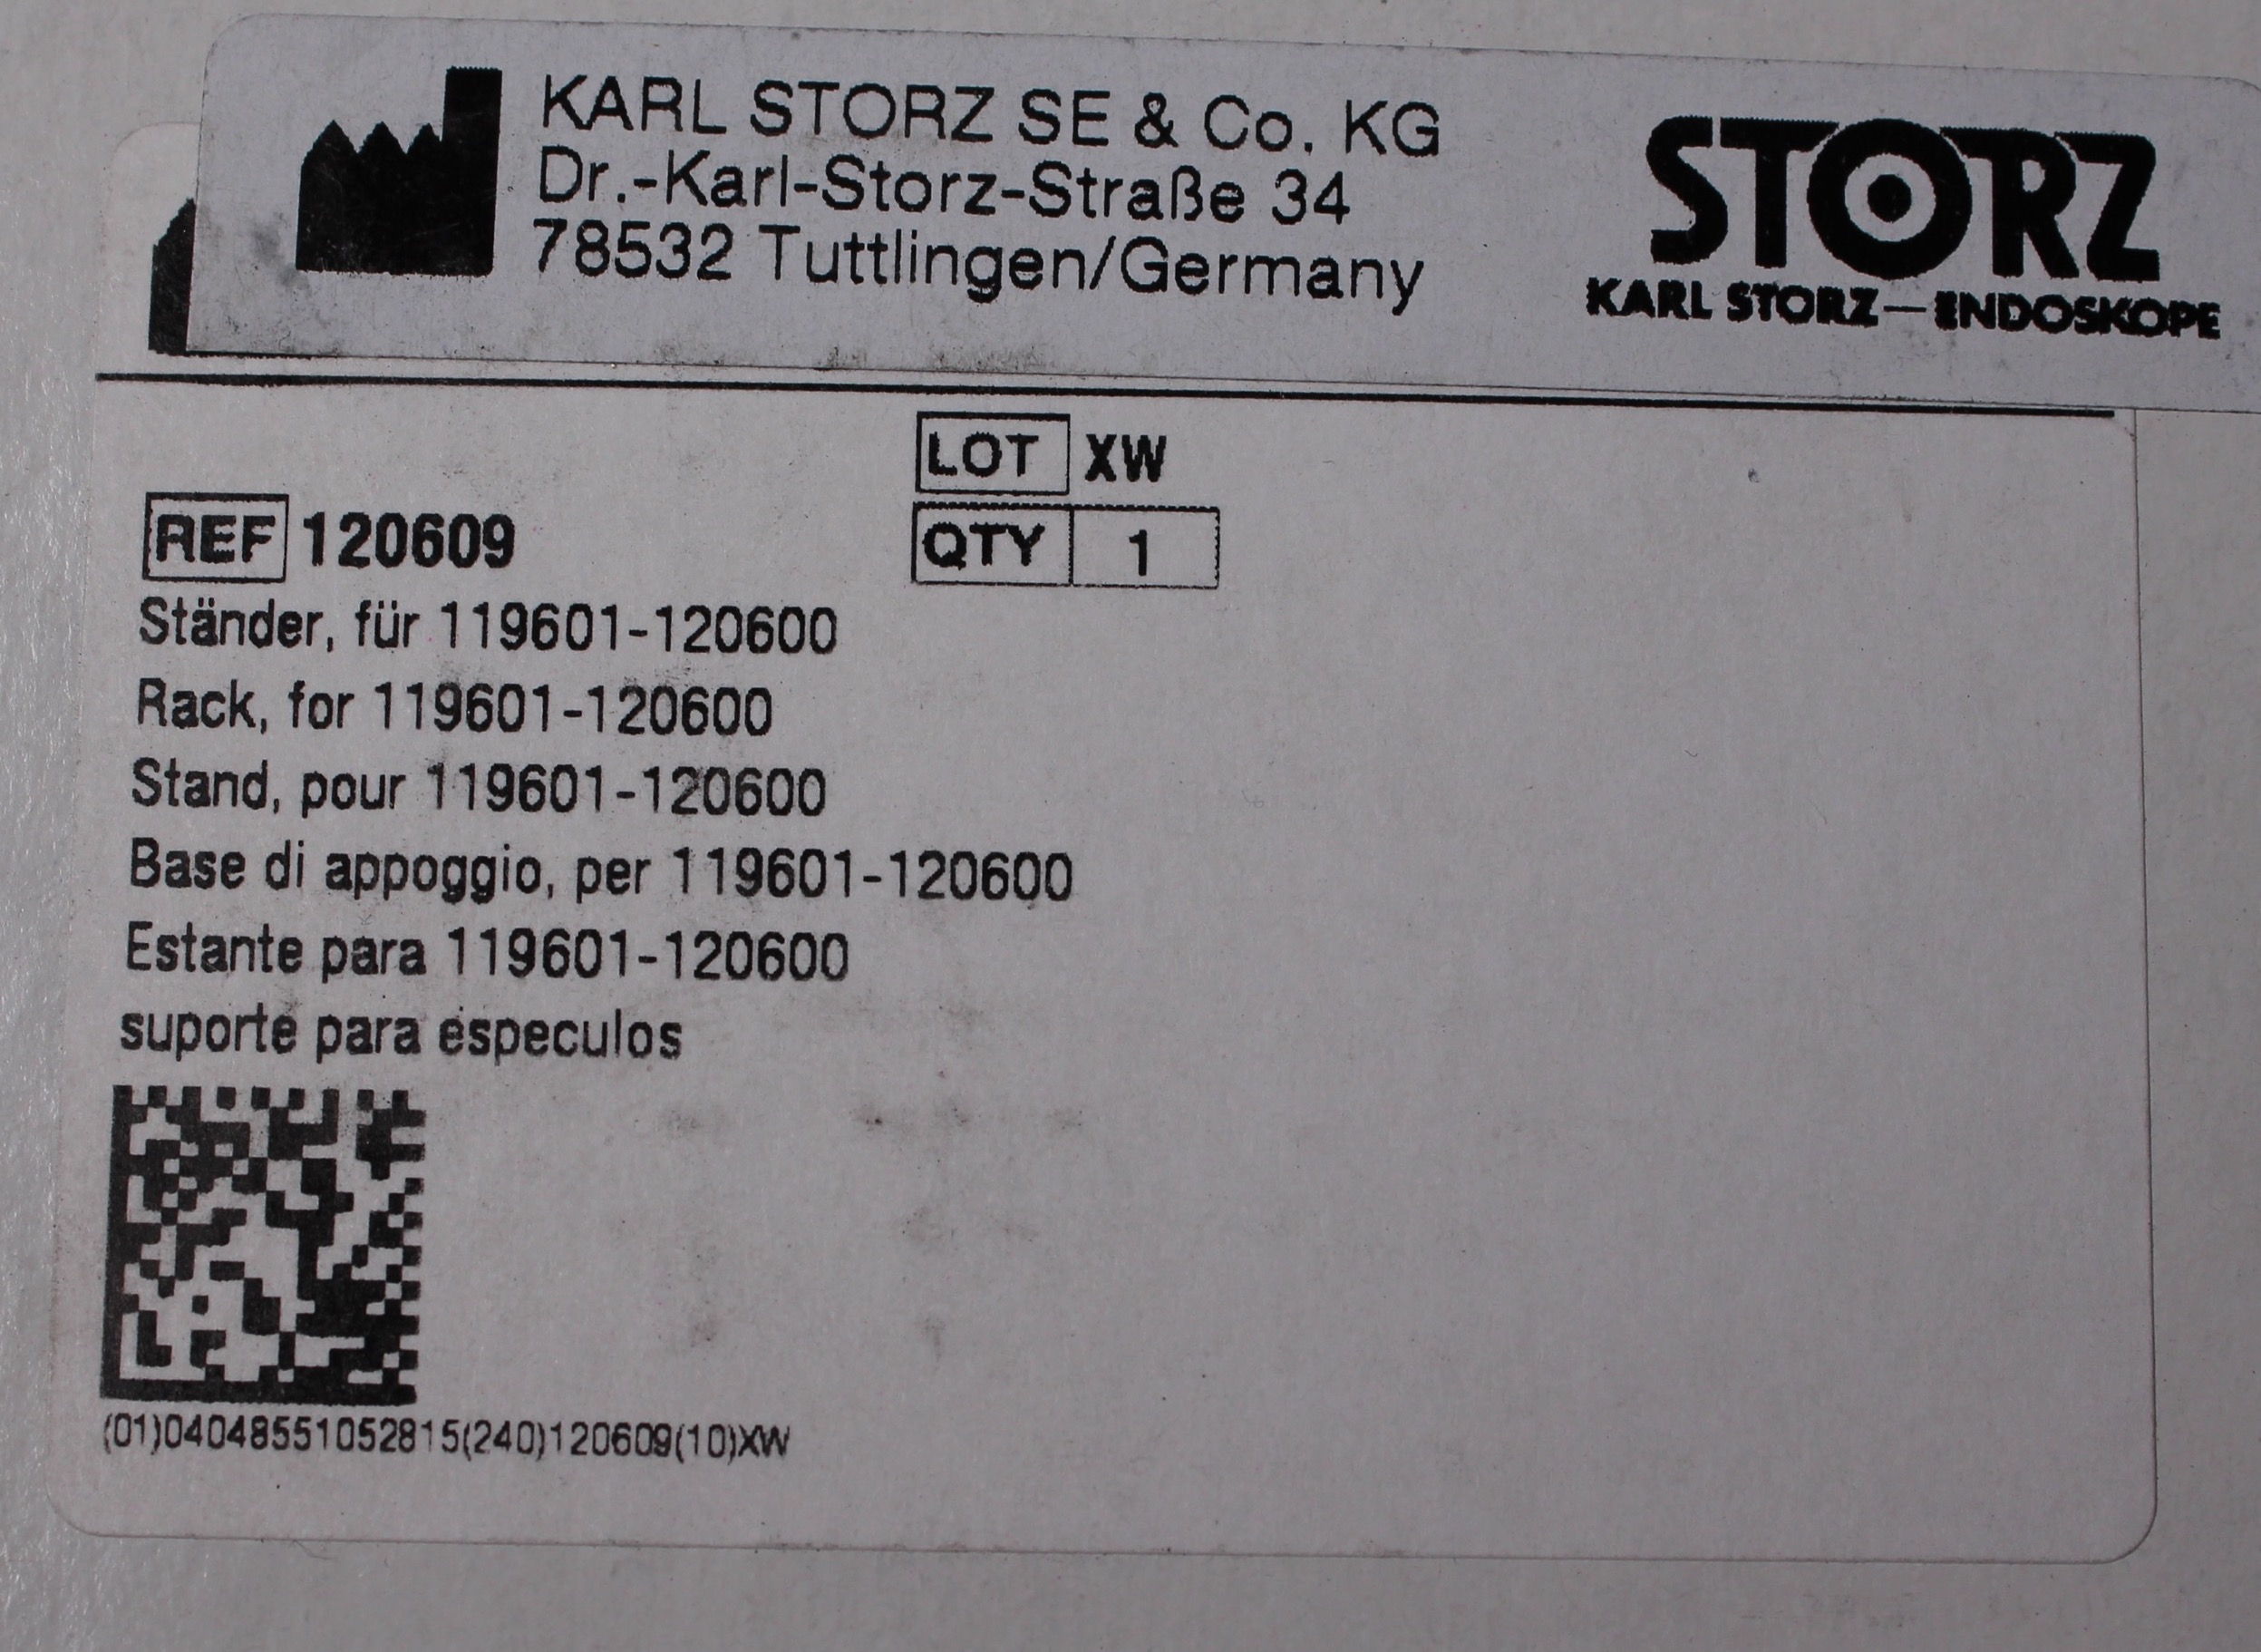 KARL STORZ SE & Co. KG
Dr.-Karl-Storz-Straße 34
78532 Tuttlingen/Germany
STORZ
KARL STORZ—ENDOSKOPE
LOT XW
REF 120609
QTY 1
Ständer, für 119601-120600
Rack, for 119601-120600
Stand, pour 119601-120600
Base di appoggio, per 119601-120600
Estante para 119601-120600
suporte para especulos
(01)04048551052815(240)120609(10)XW